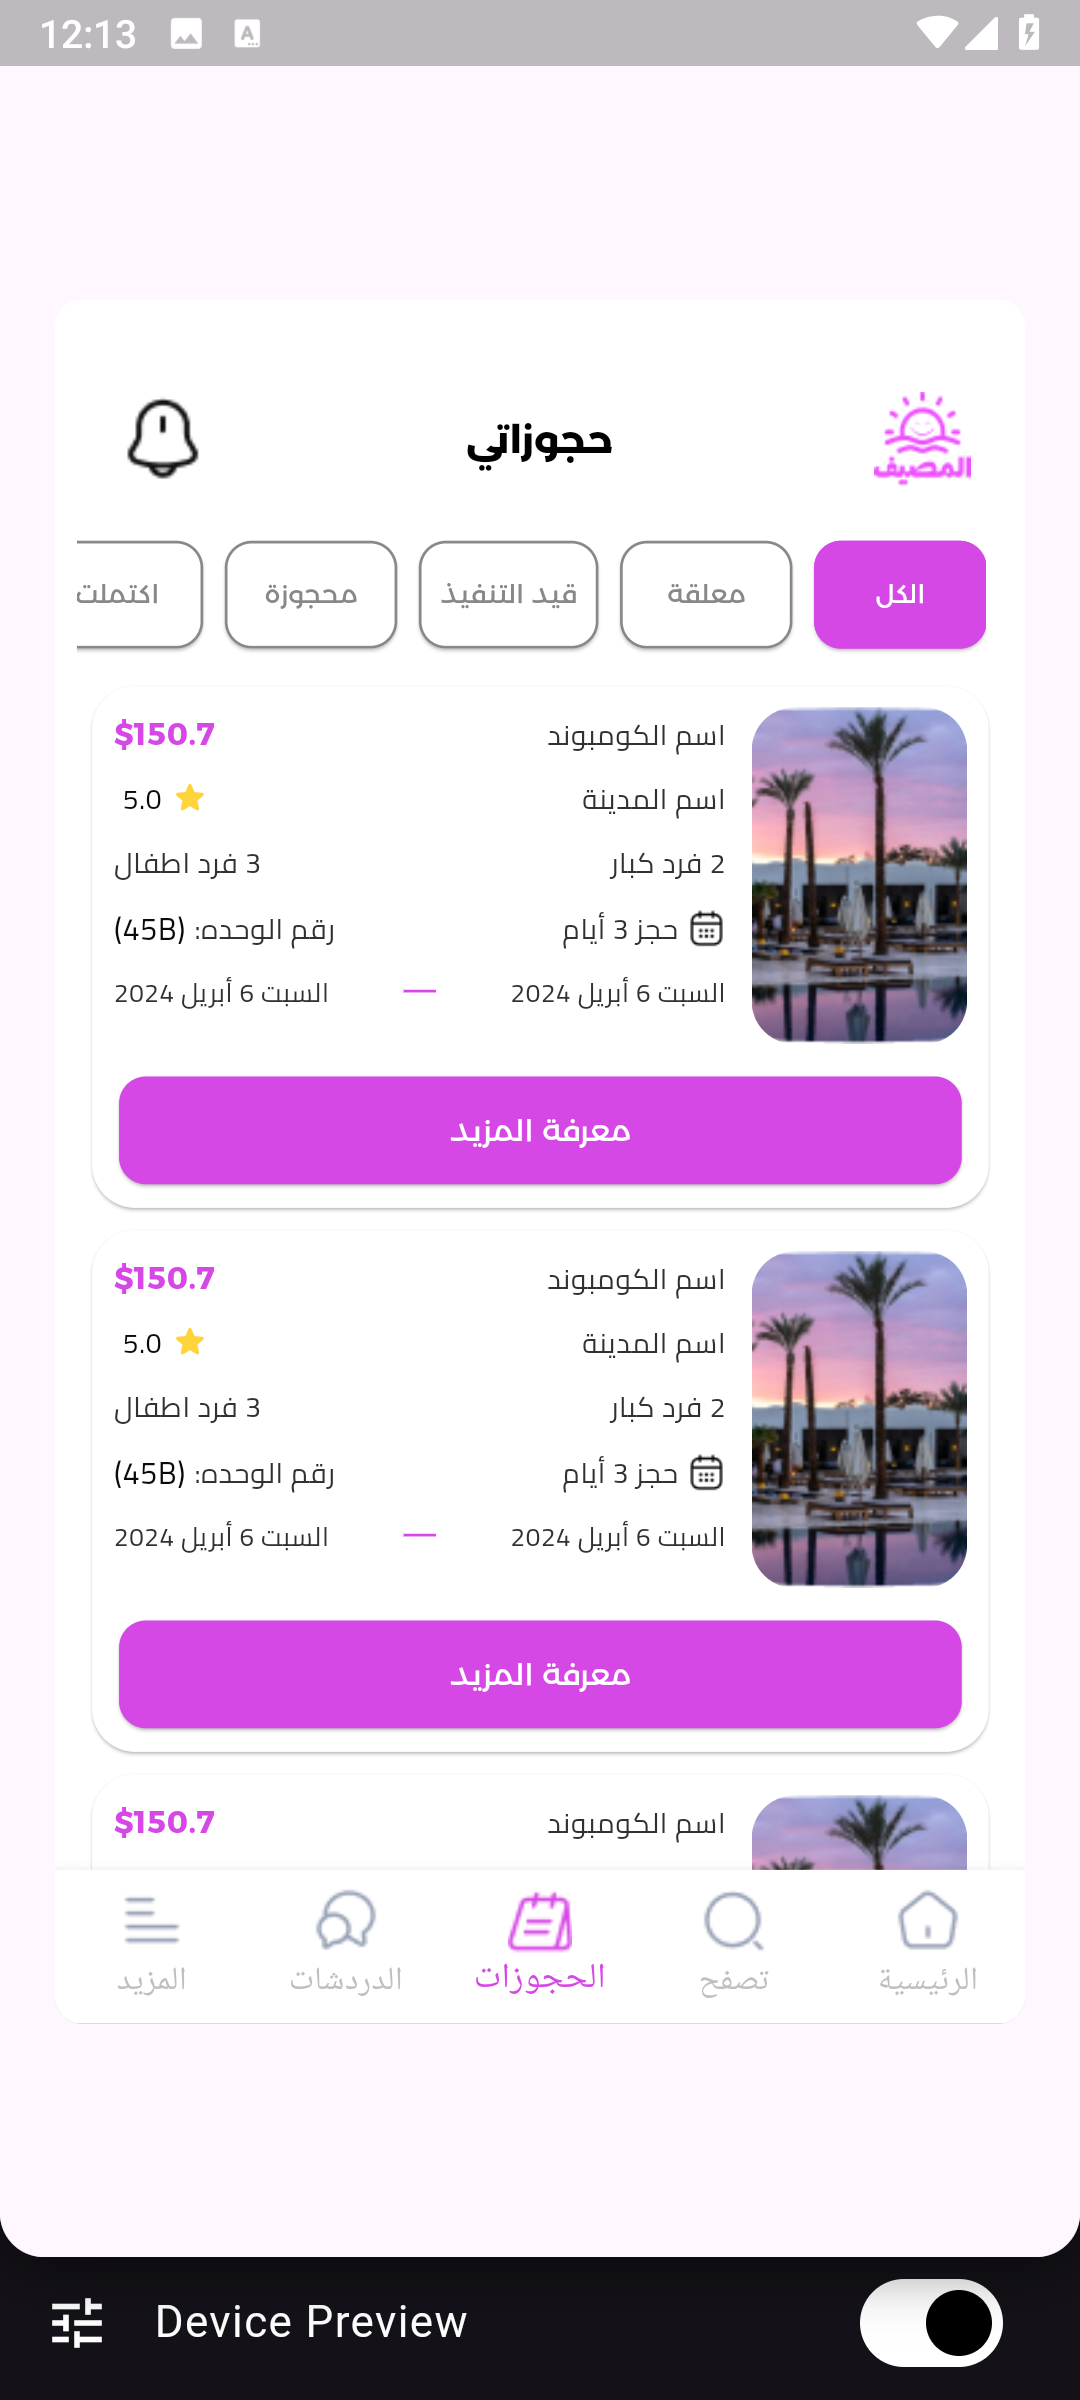 12:13
حجوزاتي
المصيف
الكل
معلقة
قيد التنفيذ
محجوزة
اكتملت
اسم الكومبوند
$150.7
اسم المدينة
5.0
2 فرد كبار
3 فرد اطفال
حجز 3 أيام
رقم الوحده: (45B)
السبت 6 أبريل 2024 — السبت 6 أبريل 2024
معرفة المزيد
اسم الكومبوند
$150.7
اسم المدينة
5.0
2 فرد كبار
3 فرد اطفال
حجز 3 أيام
رقم الوحده: (45B)
السبت 6 أبريل 2024 — السبت 6 أبريل 2024
معرفة المزيد
اسم الكومبوند
$150.7
الرئيسية
تصفح
الحجوزات
الدردشات
المزيد
Device Preview